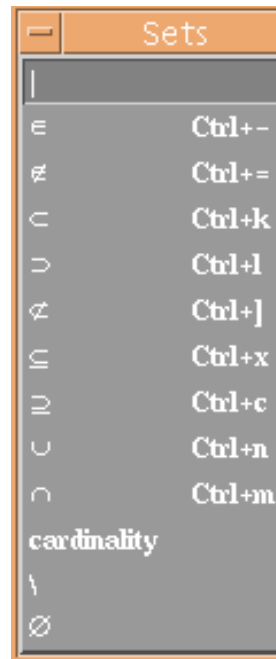 Sets
|
∈ Ctrl+-
∉ Ctrl+=
⊂ Ctrl+k
⊃ Ctrl+l
⊄ Ctrl+]
⊆ Ctrl+x
⊇ Ctrl+c
∪ Ctrl+n
∩ Ctrl+m
cardinality
\
∅